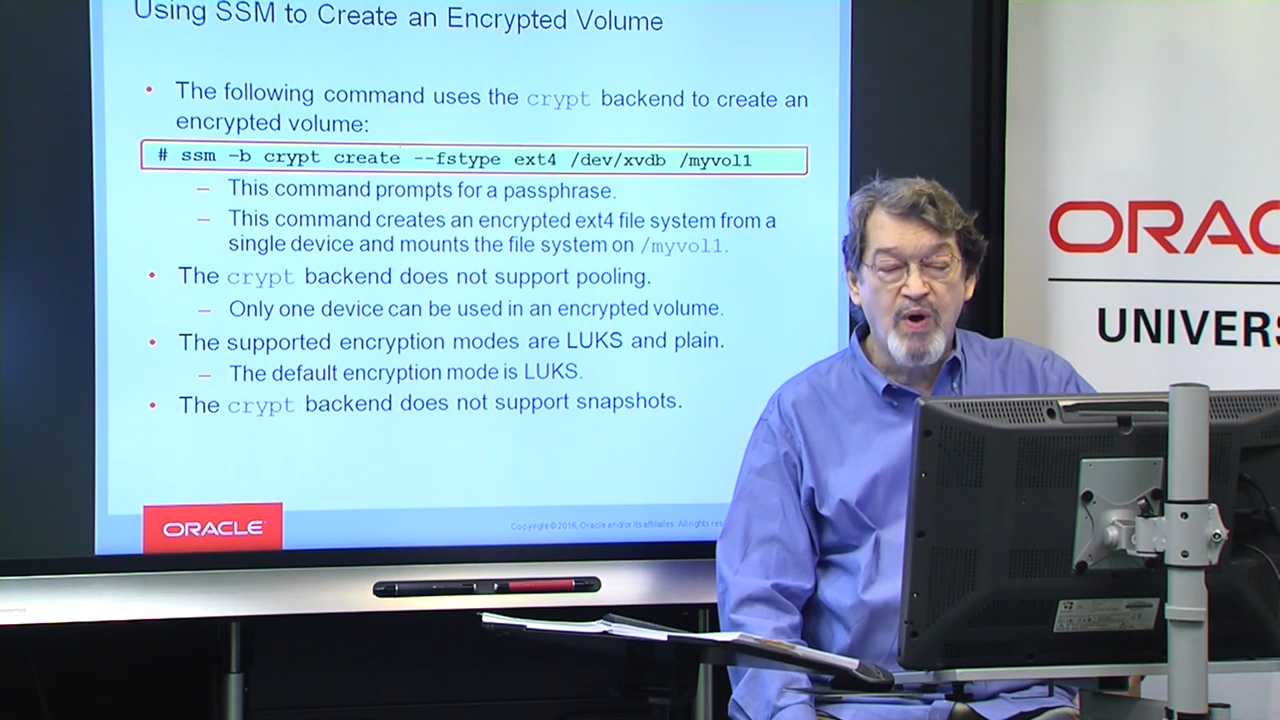 Using SSM to Create an Encrypted Volume
• The following command uses the crypt backend to create an
encrypted volume:
# ssm –b crypt create --fstype ext4 /dev/xvdb /myvol1
– This command prompts for a passphrase.
– This command creates an encrypted ext4 file system from a
single device and mounts the file system on /myvol1.
• The crypt backend does not support pooling.
– Only one device can be used in an encrypted volume.
• The supported encryption modes are LUKS and plain.
– The default encryption mode is LUKS.
• The crypt backend does not support snapshots.
ORACLE
Copyright © 2016, Oracle and/or its affiliates. All rights res
ORAC
UNIVERS